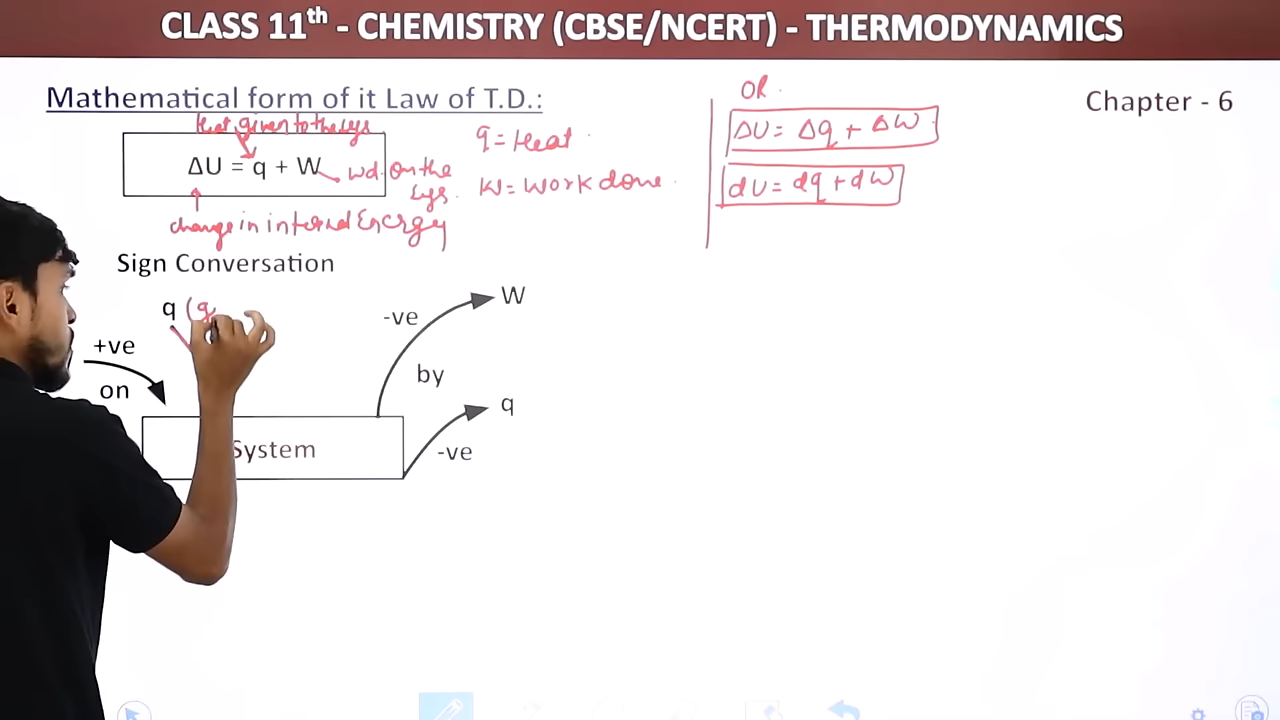 CLASS 11th - CHEMISTRY (CBSE/NCERT) - THERMODYNAMICS
Mathematical form of it Law of T.D.:
Chapter - 6
Heat given to the sys.
ΔU = q + W
wd. on the sys.
change in internal Energy
q = Heat
W = Work done.
OR
ΔU = Δq + ΔW
dU = dq + dW
Sign Conversation
q (g
+ve
on
-ve
W
by
q
-ve
System